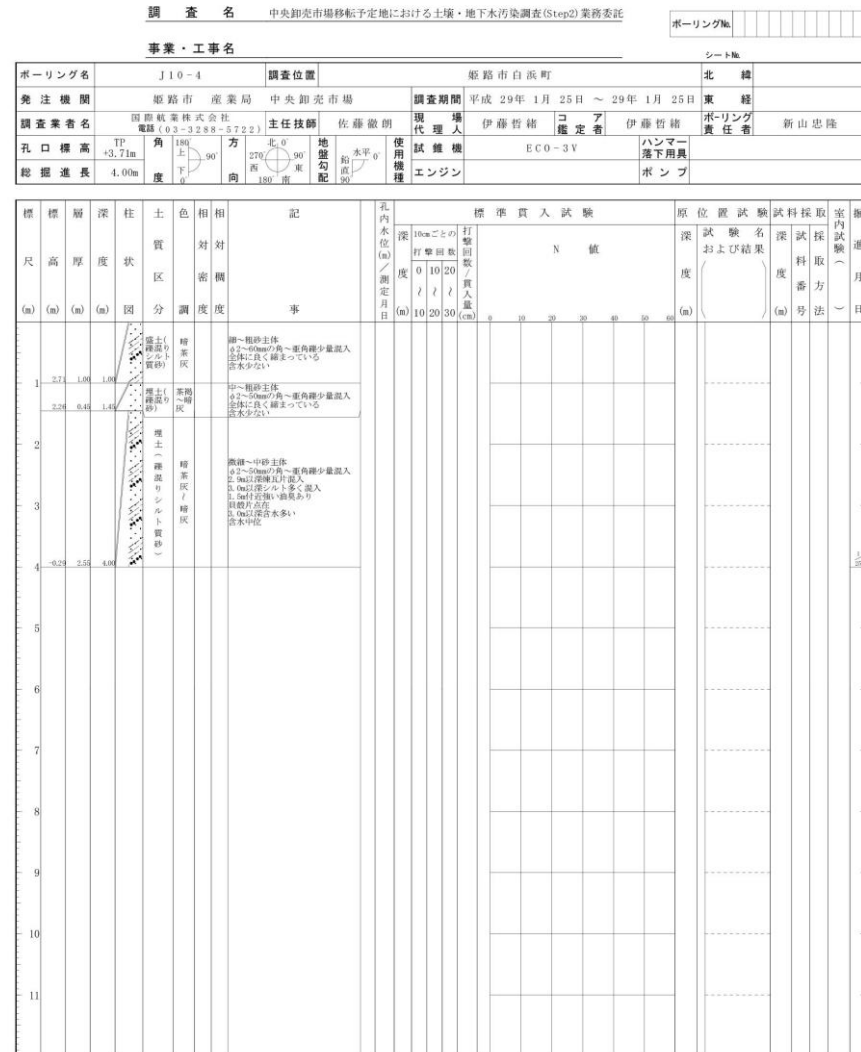 調査名 中央卸売市場移転予定地における土壌・地下水汚染調査(Step2)業務委託
ボーリングNo.
事業・工事名
シートNo.
ボーリング名 J10-4 調査位置 姫路市白浜町 北緯
発注機関 姫路市 産業局 中央卸売市場 調査期間 平成 29年 1月 25日 ～ 29年 1月 25日 東経
調査業者名 国際航業株式会社 電話(03-3288-5722) 主任技師 佐藤徹朗 現場代理人 伊藤哲緒 コア鑑定者 伊藤哲緒 ボーリング責任者 新山忠隆
孔口標高 TP +3.71m 角度 180° 上 90° 下 0° 方向 北 0° 270° 西 90° 東 180° 南 地盤勾配 水平 0° 鉛直 90° 使用機種 試錐機 ECO-3V ハンマー落下用具
総掘進長 4.00m エンジン ポンプ
標尺(m) 標高(m) 層厚(m) 深度(m) 柱状図 土質区分 色調 相対密度 相対稠度 記事 孔内水位(m)/測定月日 標準貫入試験 深度(m) 10cmごとの打撃回数 0～10 10～20 20～30 打撃回数/貫入量(cm) N値 原位置試験 深度(m) 試験名および結果 試料採取 深度(m) 試料番号 採取方法 室内試験( ) 掘進月日
0 10 20 30 40 50 60
盛土(礫混りシルト質砂) 暗茶灰
細～粗砂主体
φ2～60mmの角～亜角礫少量混入
全体に良く締まっている
含水少ない
1 2.71 1.00 1.00
埋土(礫混り砂) 茶褐～暗灰
中～粗砂主体
φ2～50mmの角～亜角礫少量混入
全体に良く締まっている
含水少ない
2.26 0.45 1.45
2
埋土(礫混りシルト質砂) 暗茶灰～暗灰
微細～中砂主体
φ2～50mmの角～亜角礫少量混入
2.9m以深煉瓦片混入
3.0m以深シルト多く混入
1.5m付近強い油臭あり
貝殻片点在
3.0m以深含水多い
含水中位
3
4 -0.29 2.55 4.00
5
6
7
8
9
10
11